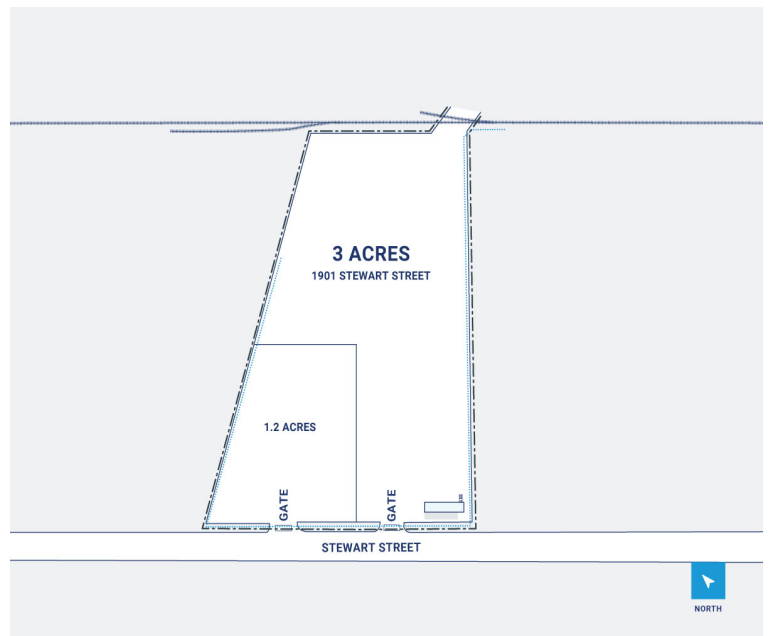 3 ACRES
1901 STEWART STREET
1.2 ACRES
GATE
GATE
STEWART STREET
NORTH